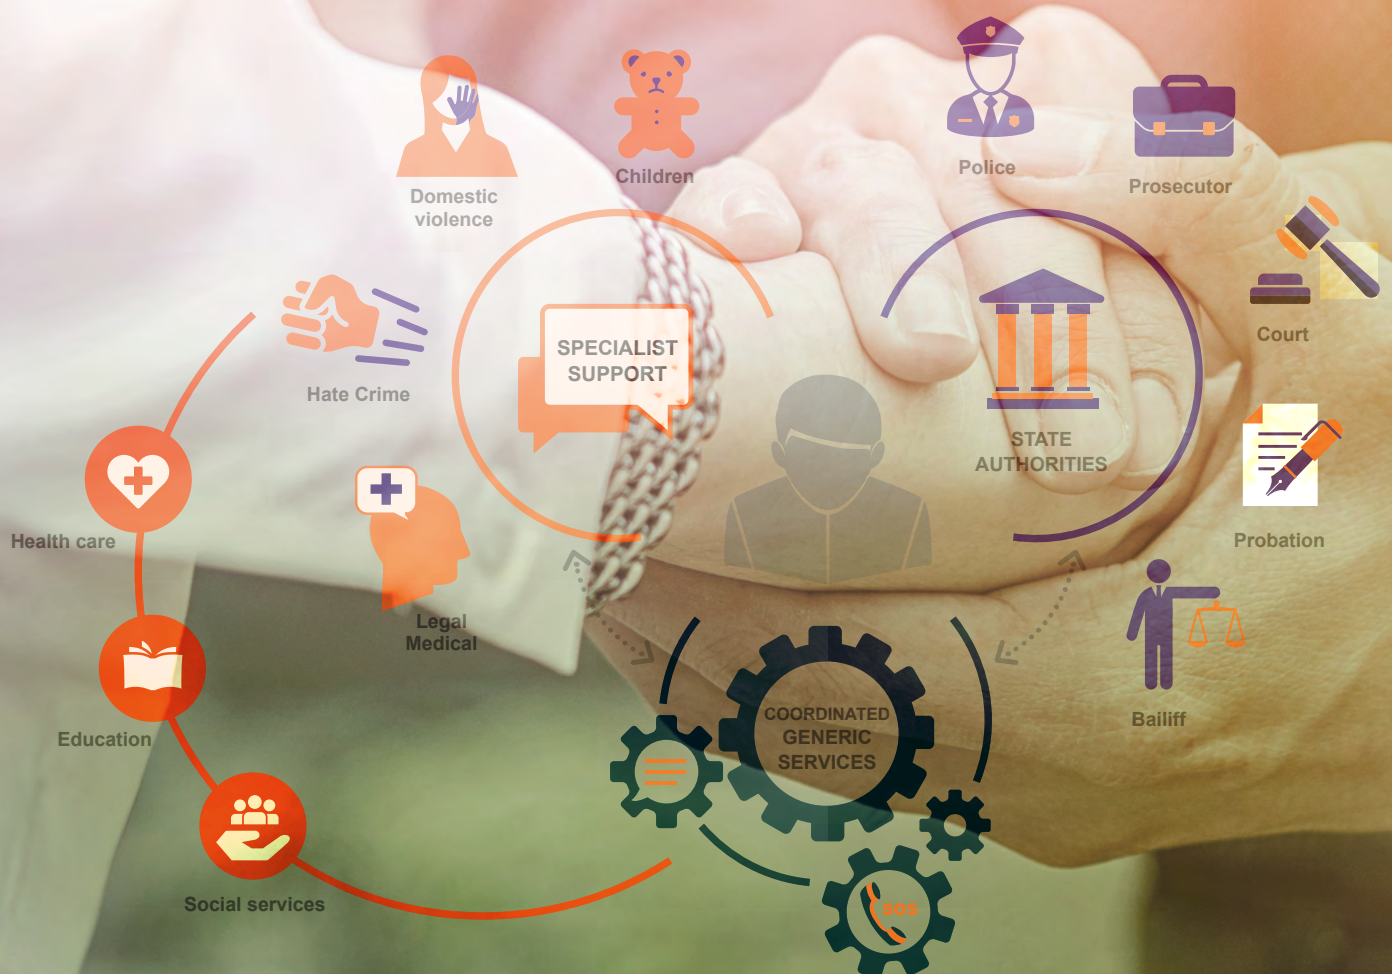 Domestic
violence
Children
Police
Prosecutor
Hate Crime
SPECIALIST
SUPPORT
STATE
AUTHORITIES
Court
Health care
Legal
Medical
Probation
Education
COORDINATED
GENERIC
SERVICES
Bailiff
Social services
SOS